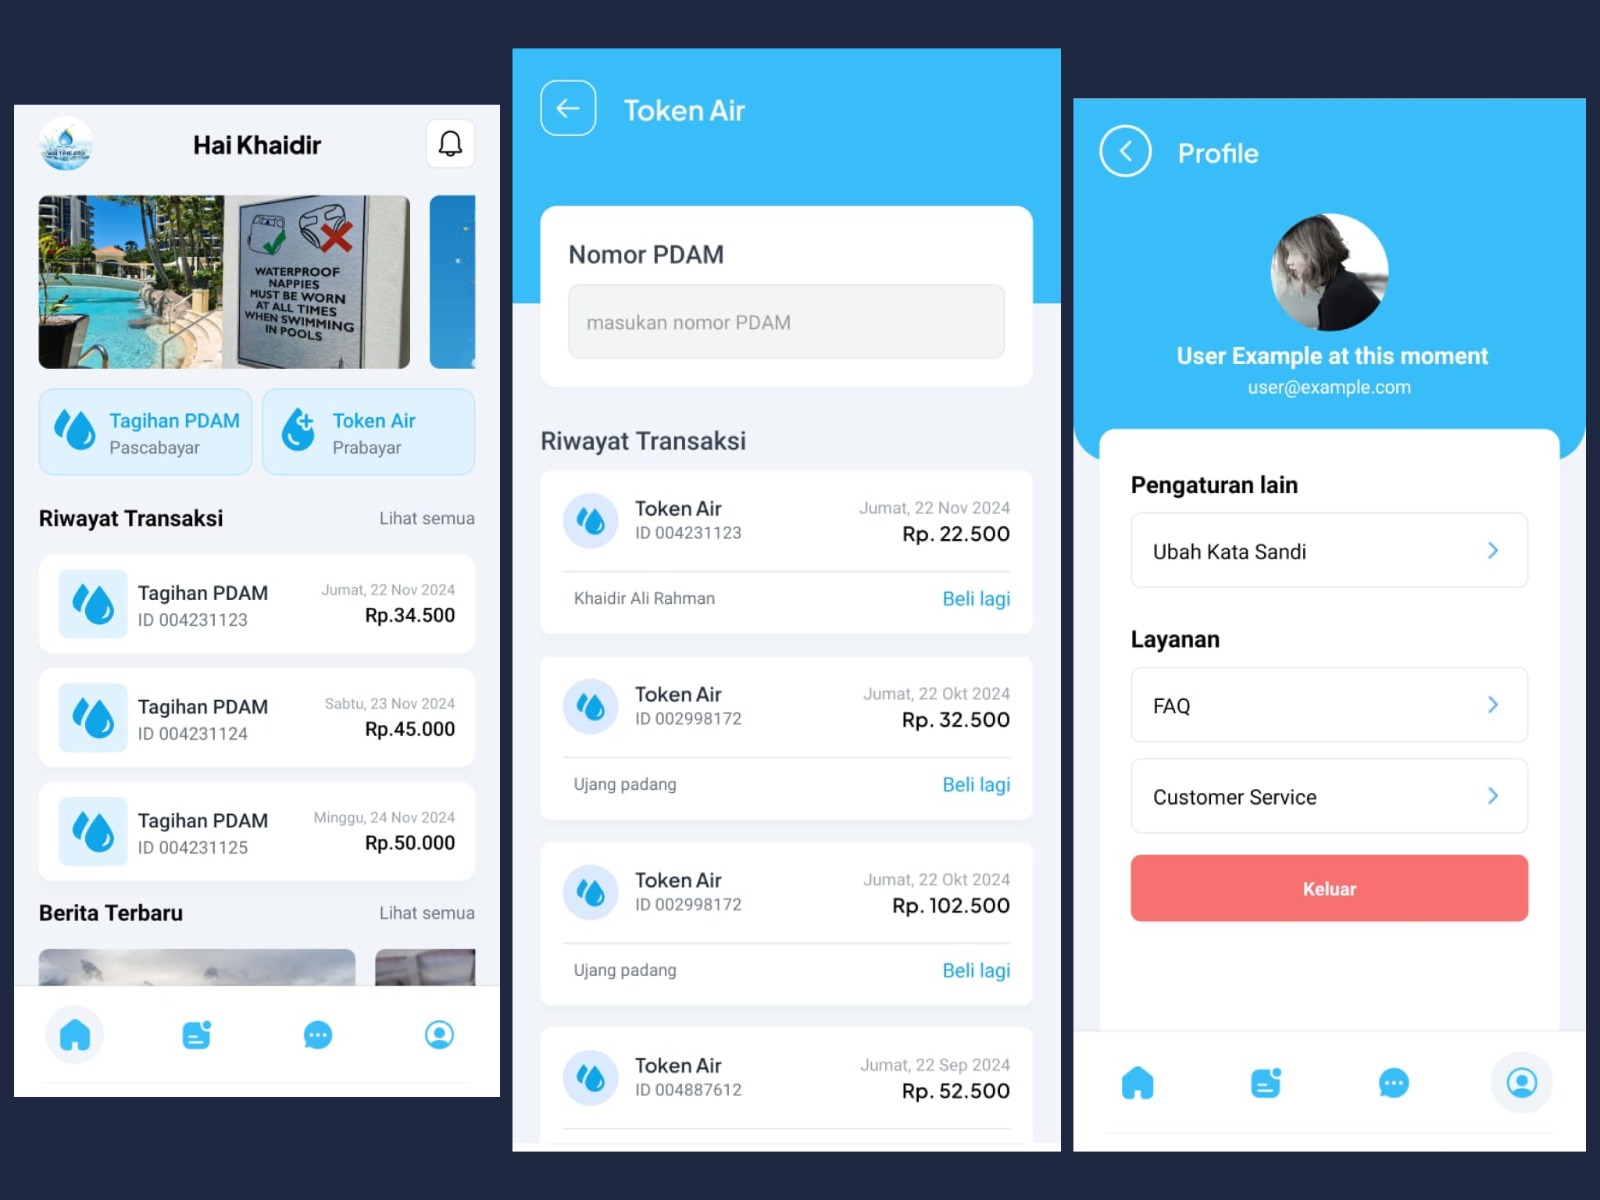 Hai Khaidir
WATERPROOF
NAPPIES
MUST BE WORN
AT ALL TIMES
WHEN SWIMMING
IN POOLS
Tagihan PDAM
Pascabayar
Token Air
Prabayar
Riwayat Transaksi
Lihat semua
Tagihan PDAM
Jumat, 22 Nov 2024
ID 004231123
Rp.34.500
Tagihan PDAM
Sabtu, 23 Nov 2024
ID 004231124
Rp.45.000
Tagihan PDAM
Minggu, 24 Nov 2024
ID 004231125
Rp.50.000
Berita Terbaru
Lihat semua
Token Air
Nomor PDAM
masukan nomor PDAM
Riwayat Transaksi
Token Air
Jumat, 22 Nov 2024
ID 004231123
Rp. 22.500
Khaidir Ali Rahman
Beli lagi
Token Air
Jumat, 22 Okt 2024
ID 002998172
Rp. 32.500
Ujang padang
Beli lagi
Token Air
Jumat, 22 Okt 2024
ID 002998172
Rp. 102.500
Ujang padang
Beli lagi
Token Air
Jumat, 22 Sep 2024
ID 004887612
Rp. 52.500
Profile
User Example at this moment
user@example.com
Pengaturan lain
Ubah Kata Sandi
Layanan
FAQ
Customer Service
Keluar